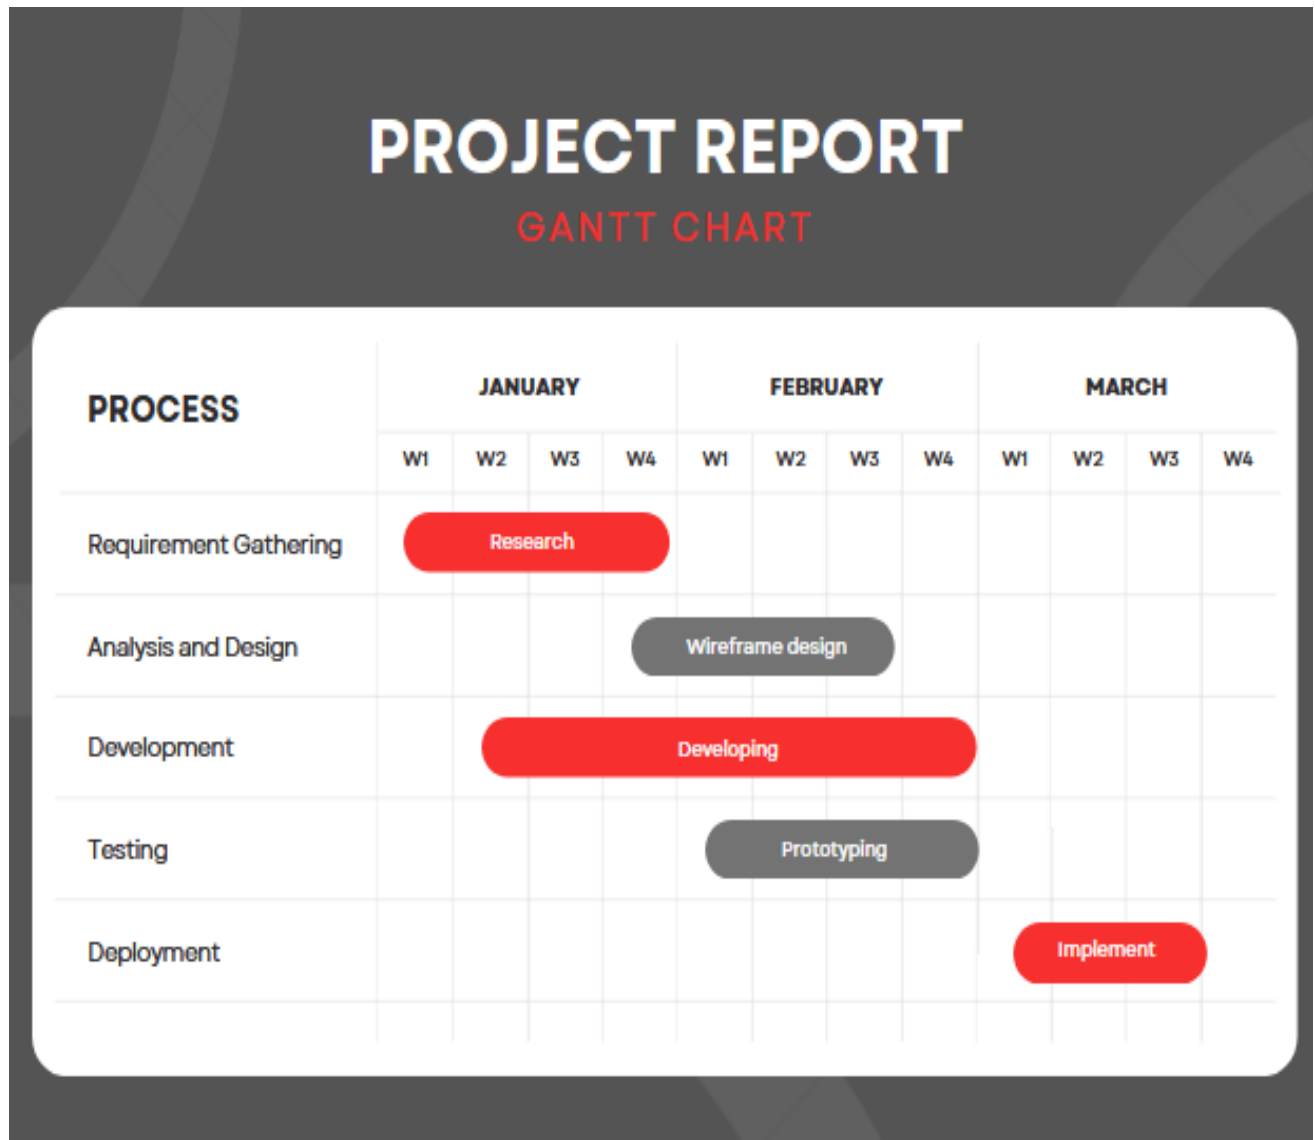 PROJECT REPORT
GANTT CHART
PROCESS
JANUARY FEBRUARY MARCH
W1 W2 W3 W4 W1 W2 W3 W4 W1 W2 W3 W4
Requirement Gathering Research
Analysis and Design Wireframe design
Development Developing
Testing Prototyping
Deployment Implement